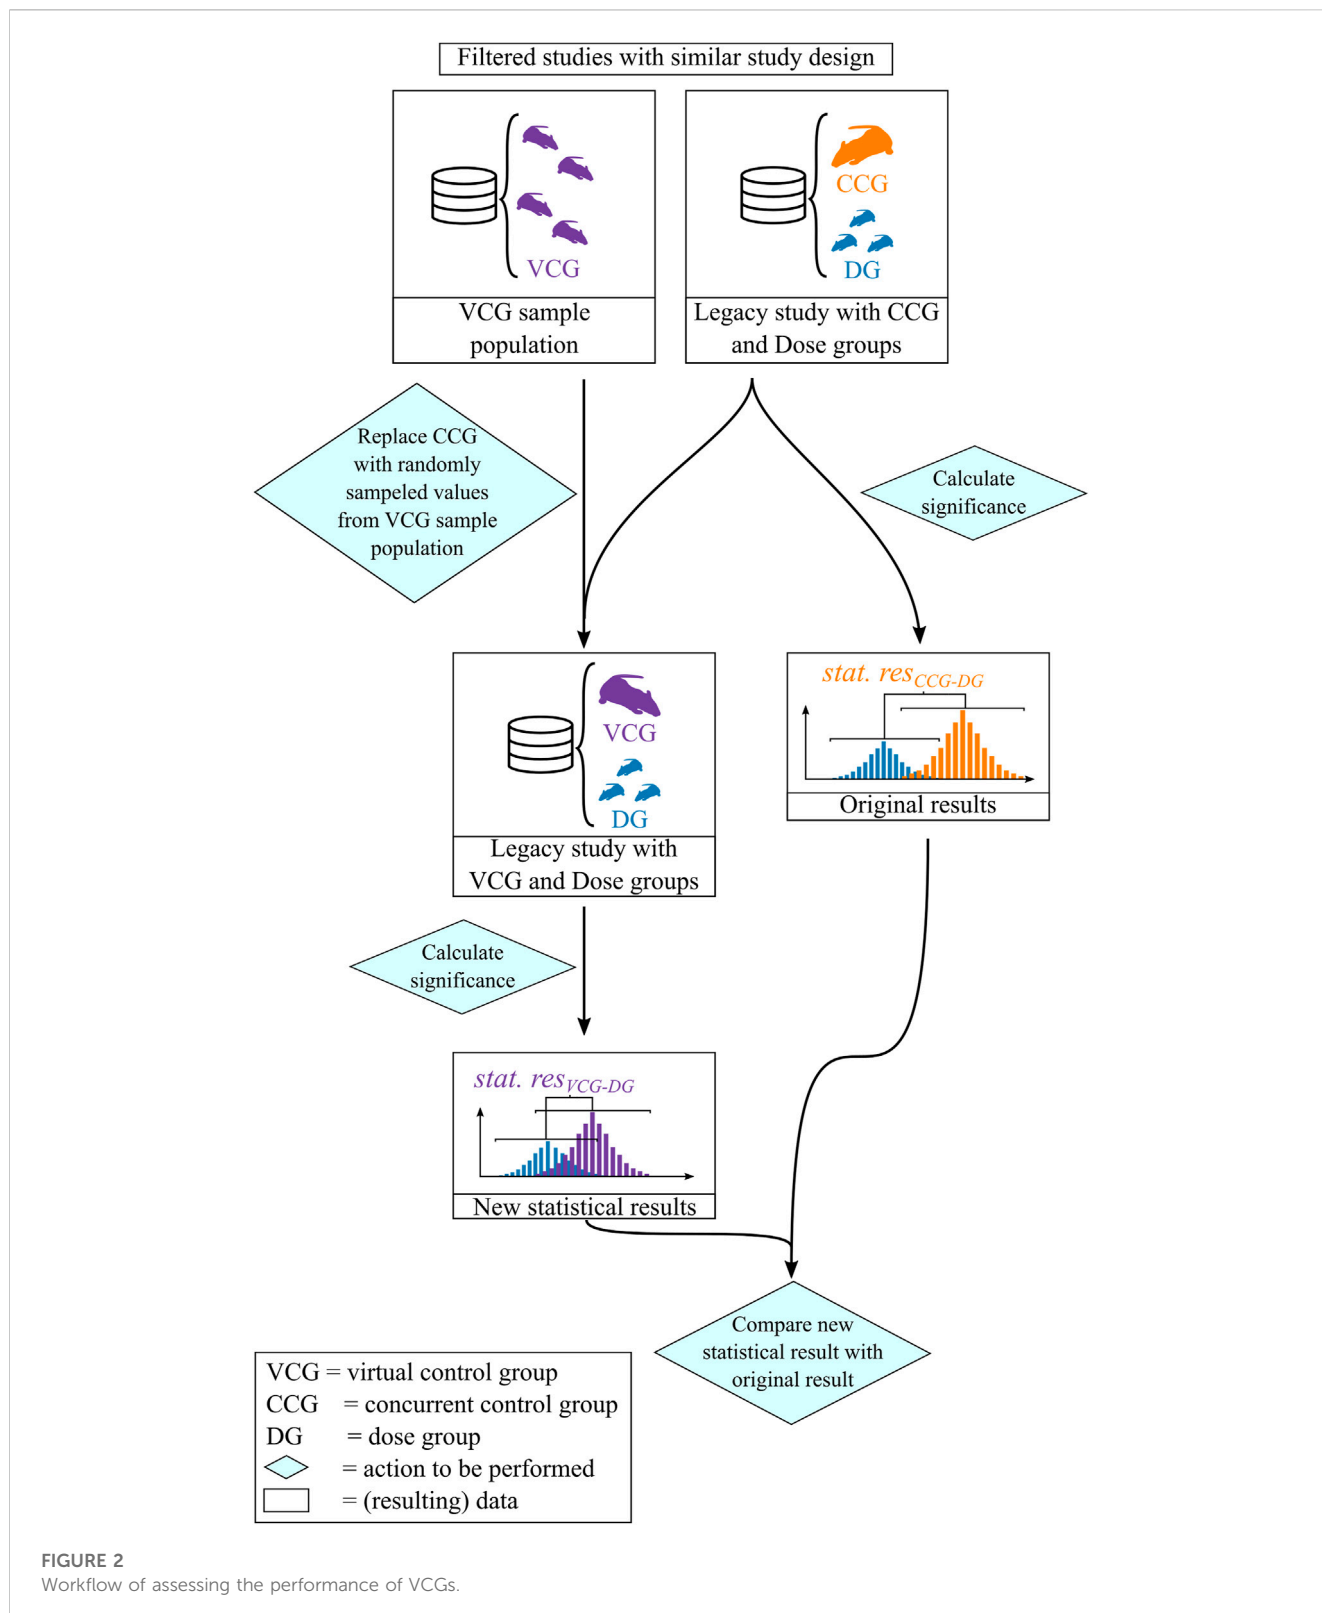 Filtered studies with similar study design
VCG
VCG sample
population
CCG
DG
Legacy study with CCG
and Dose groups
Replace CCG
with randomly
sampeled values
from VCG sample
population
Calculate
significance
VCG
DG
Legacy study with
VCG and Dose groups
stat. res CCG-DG
Original results
Calculate
significance
stat. res VCG-DG
New statistical results
Compare new
statistical result with
original result
VCG = virtual control group
CCG = concurrent control group
DG = dose group
= action to be performed
= (resulting) data
FIGURE 2
Workflow of assessing the performance of VCGs.